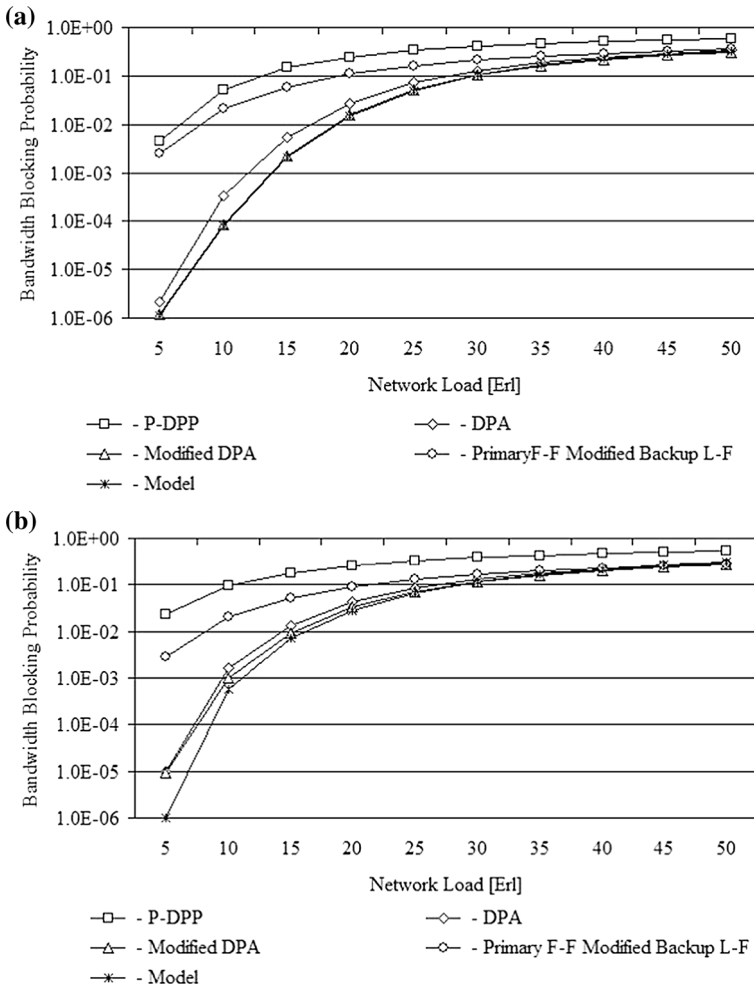 (a)
Bandwidth Blocking Probability
1.0E+00
1.0E-01
1.0E-02
1.0E-03
1.0E-04
1.0E-05
1.0E-06
5 10 15 20 25 30 35 40 45 50
Network Load [Erl]
- P-DPP
- DPA
- Modified DPA
- PrimaryF-F Modified Backup L-F
- Model
(b)
Bandwidth Blocking Probability
1.0E+00
1.0E-01
1.0E-02
1.0E-03
1.0E-04
1.0E-05
1.0E-06
5 10 15 20 25 30 35 40 45 50
Network Load [Erl]
- P-DPP
- DPA
- Modified DPA
- Primary F-F Modified Backup L-F
- Model